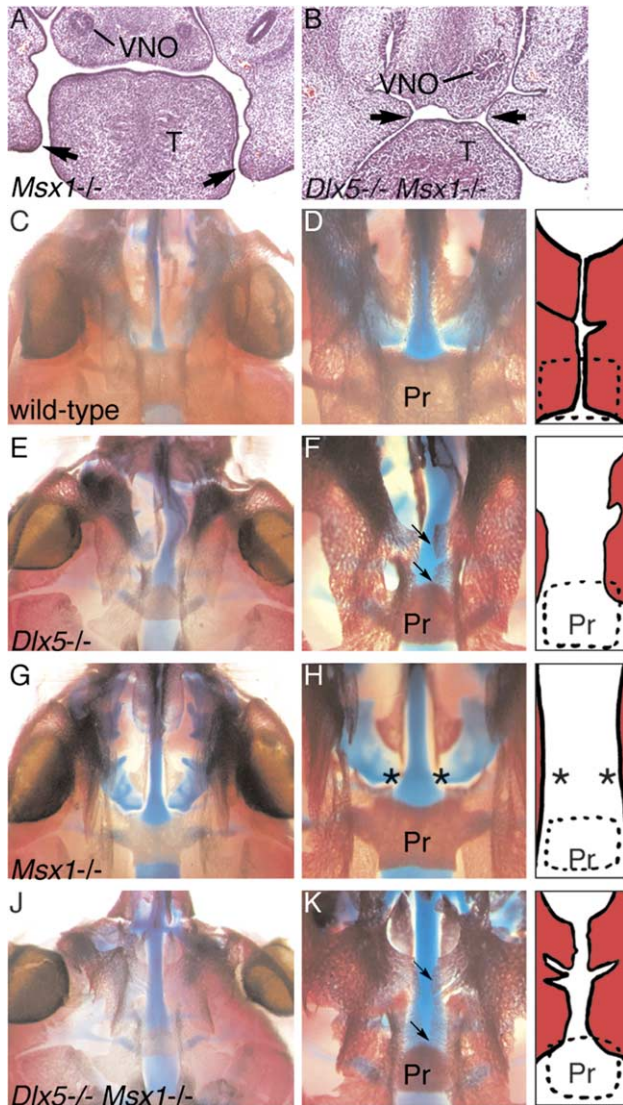 A
VNO
T
Msx1-/-
B
VNO
T
Dlx5-/- Msx1-/-
C
wild-type
D
Pr
E
Dlx5-/-
F
Pr
Pr
G
Msx1-/-
H
* *
Pr
* *
Pr
J
Dlx5-/- Msx1-/-
K
Pr
Pr